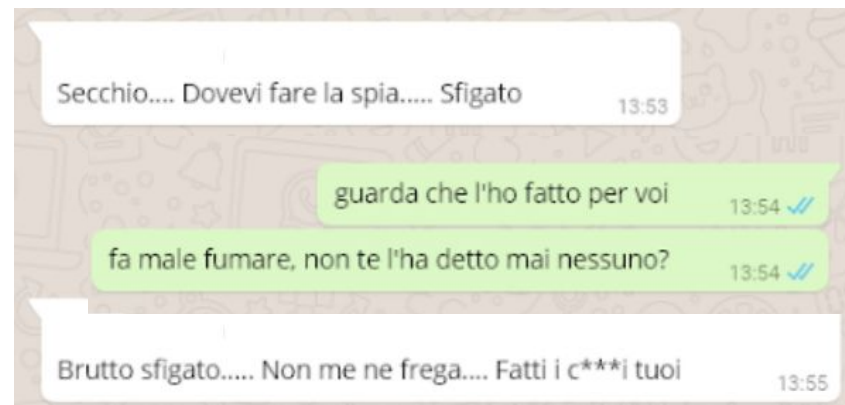 Secchio.... Dovevi fare la spia..... Sfigato 13:53
guarda che l'ho fatto per voi 13:54
fa male fumare, non te l'ha detto mai nessuno? 13:54
Brutto sfigato..... Non me ne frega.... Fatti i c***i tuoi 13:55